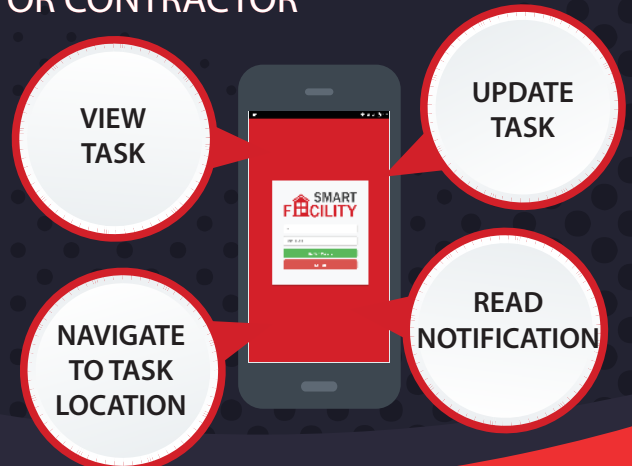 OR CONTRACTOR
VIEW
TASK
UPDATE
TASK
SMART
FACILITY
NAVIGATE
TO TASK
LOCATION
READ
NOTIFICATION